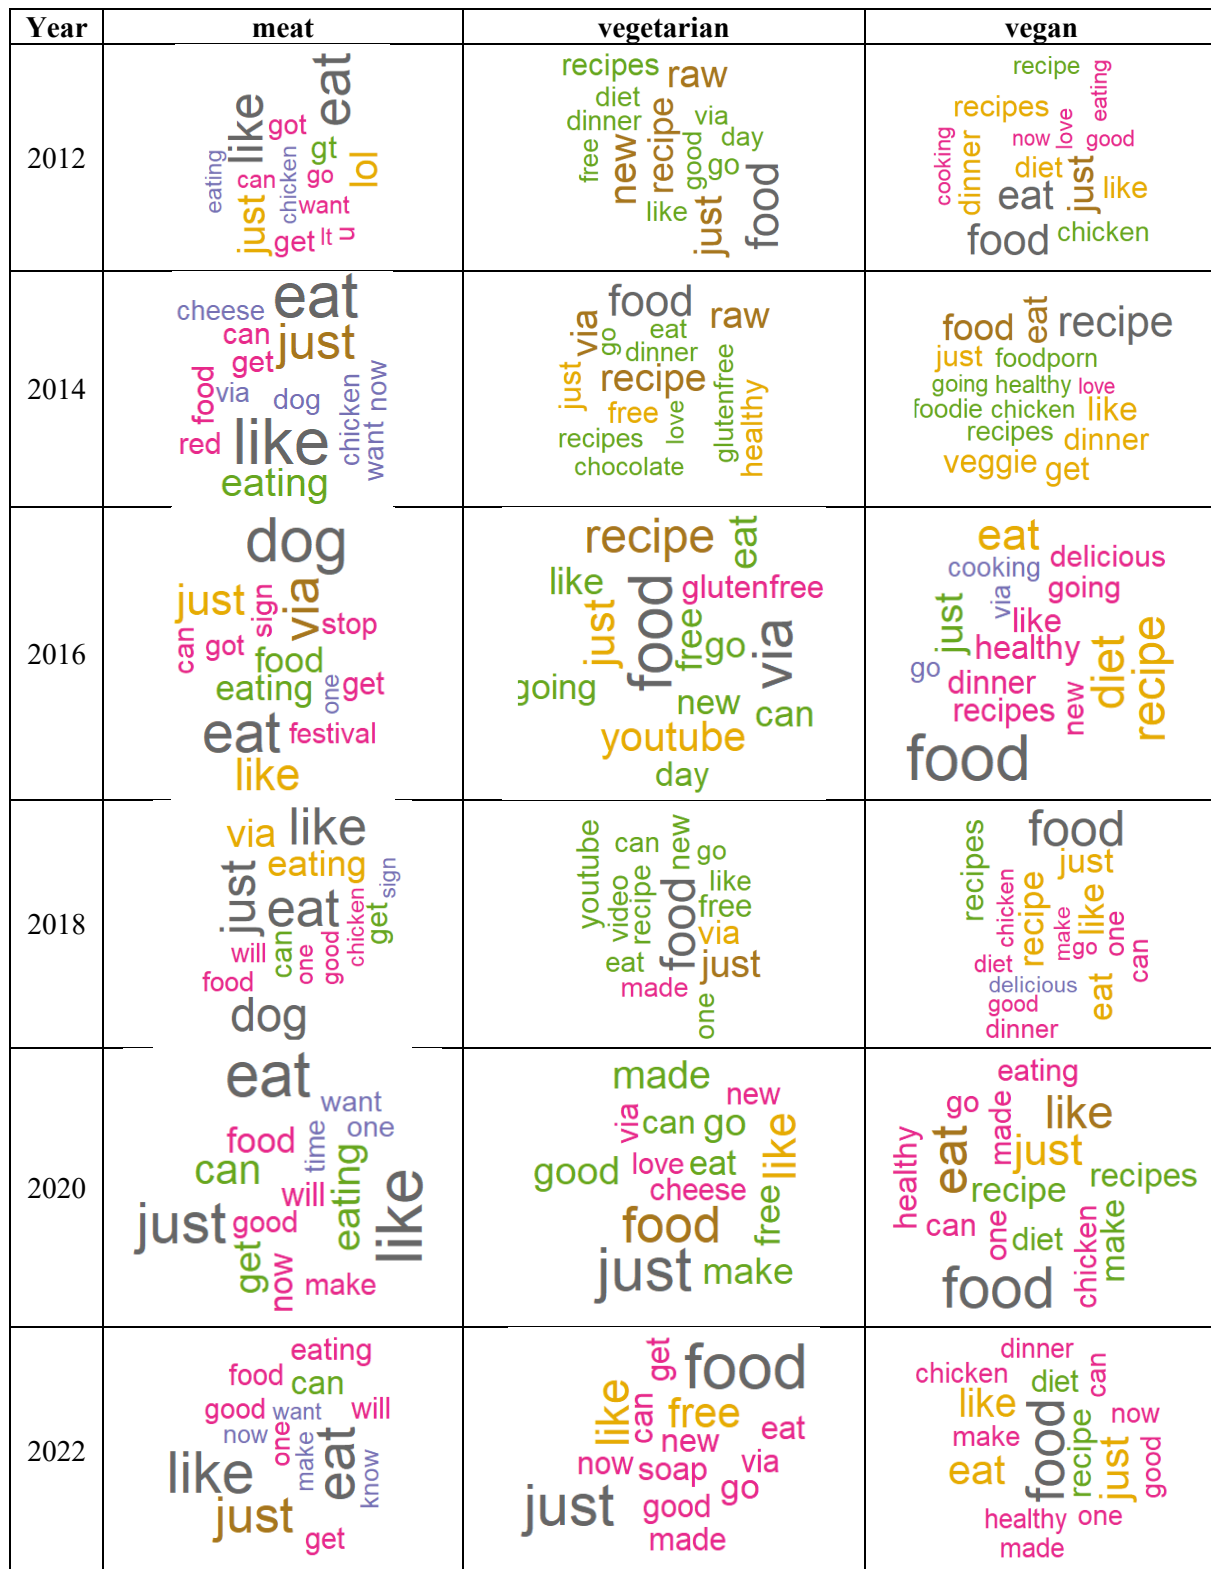 Year meat vegetarian vegan
2012
eat
like
got
gt
lol
eating
can
chicken
go
want
just
get
lt
u
recipes
raw
diet
dinner
via
day
free
new
recipe
good
go
like
just
food
recipe
eating
recipes
now
love
good
cooking
dinner
diet
just
like
eat
food
chicken
2014
eat
cheese
can
just
get
food
via
dog
chicken
want now
red
like
eating
food
raw
via
go
eat
dinner
just
recipe
glutenfree
healthy
free
love
recipes
chocolate
food
eat
recipe
just
foodporn
going
healthy
love
foodie
chicken
like
recipes
dinner
veggie
get
2016
dog
just
sign
via
stop
can
got
food
eating
one
get
eat
festival
like
recipe
eat
like
food
glutenfree
just
free
go
via
going
new
can
youtube
day
eat
delicious
cooking
going
via
just
like
healthy
go
dinner
diet
recipe
recipes
new
food
2018
via
like
eating
sign
just
eat
chicken
get
will
can
one
good
food
dog
youtube
can
new
go
video
recipe
like
food
free
via
eat
just
made
one
food
recipes
just
chicken
recipe
make
like
one
go
can
diet
delicious
eat
good
dinner
2020
eat
want
food
time
one
can
will
eating
like
just
good
get
now
make
made
new
via
can
go
like
good
love
eat
cheese
free
food
just
make
eating
go
made
like
healthy
eat
just
recipe
recipes
can
one
diet
chicken
make
food
2022
eating
food
can
good
want
will
now
one
make
eat
know
like
just
get
get
food
like
can
free
new
eat
now
soap
via
go
just
good
made
dinner
chicken
diet
can
like
food
now
make
recipe
just
good
eat
healthy
one
made